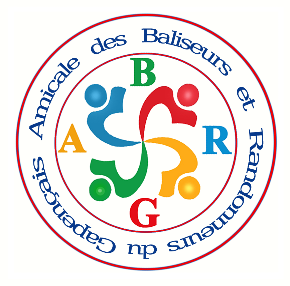 Amicale des Baliseurs et Randonneurs du Gapençais
B
A R
G